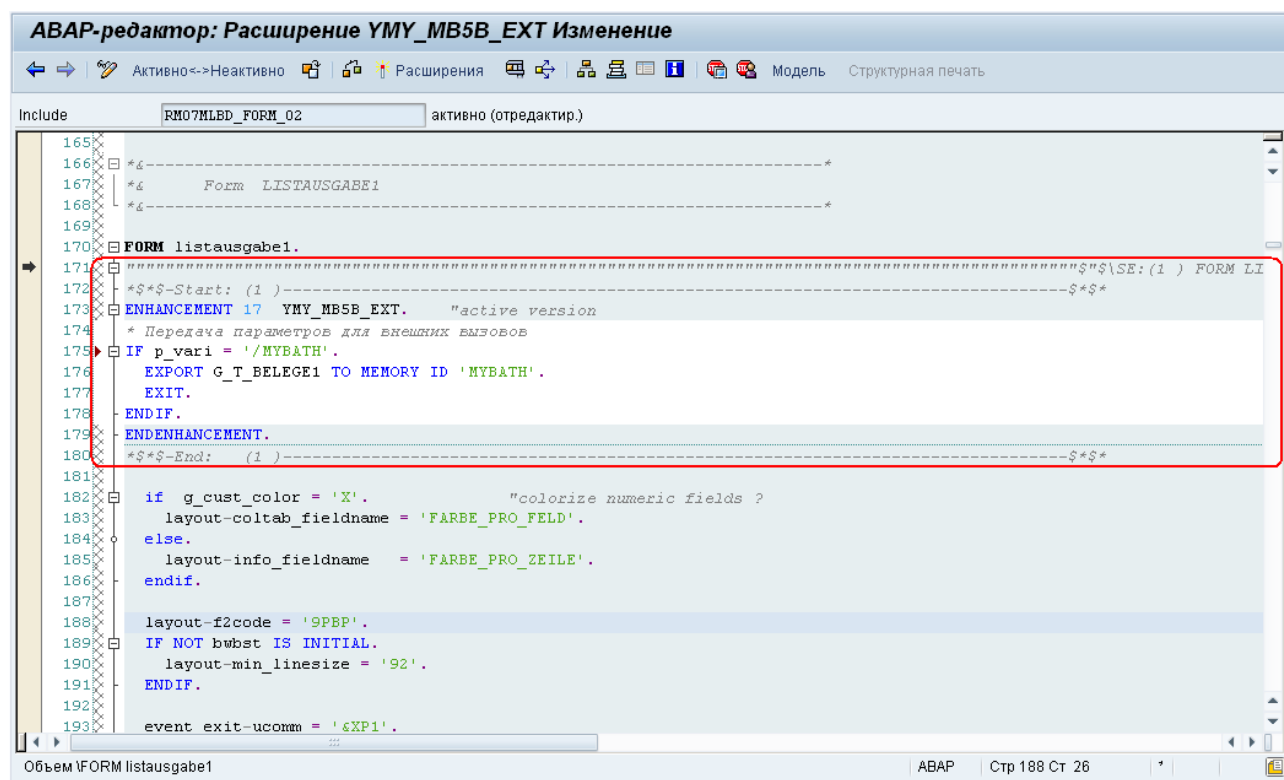 ABAP-редактор: Расширение YMY_MB5B_EXT Изменение
Активно<->Неактивно Расширения Модель Структурная печать
Include RM07MLBD_FORM_02 активно (отредактир.)
165
166 *&---------------------------------------------------------------------*
167 *&      Form  LISTAUSGABE1
168 *&---------------------------------------------------------------------*
169
170 FORM listausgabe1.
171 """""""""""""""""""""""""""""""""""""""""""""""""""""""""""""""""""""""""""""""""""""""""""""""$"$\SE:(1 ) FORM LI
172 *$*$-Start: (1 )--------------------------------------------------------------------------------$*$*
173 ENHANCEMENT 17  YMY_MB5B_EXT.    "active version
174 * Передача параметров для внешних вызовов
175 IF p_vari = '/MYBATH'.
176   EXPORT G_T_BELEGE1 TO MEMORY ID 'MYBATH'.
177   EXIT.
178 ENDIF.
179 ENDENHANCEMENT.
180 *$*$-End:   (1 )--------------------------------------------------------------------------------$*$*
181
182   if  g_cust_color = 'X'.              "colorize numeric fields ?
183     layout-coltab_fieldname = 'FARBE_PRO_FELD'.
184   else.
185     layout-info_fieldname   = 'FARBE_PRO_ZEILE'.
186   endif.
187
188   layout-f2code = '9PBP'.
189   IF NOT bwbst IS INITIAL.
190     layout-min_linesize = '92'.
191   ENDIF.
192
193   event_exit-ucomm = '&XP1'.
Объем \FORM listausgabe1 ABAP Стр 188 Ст 26 *